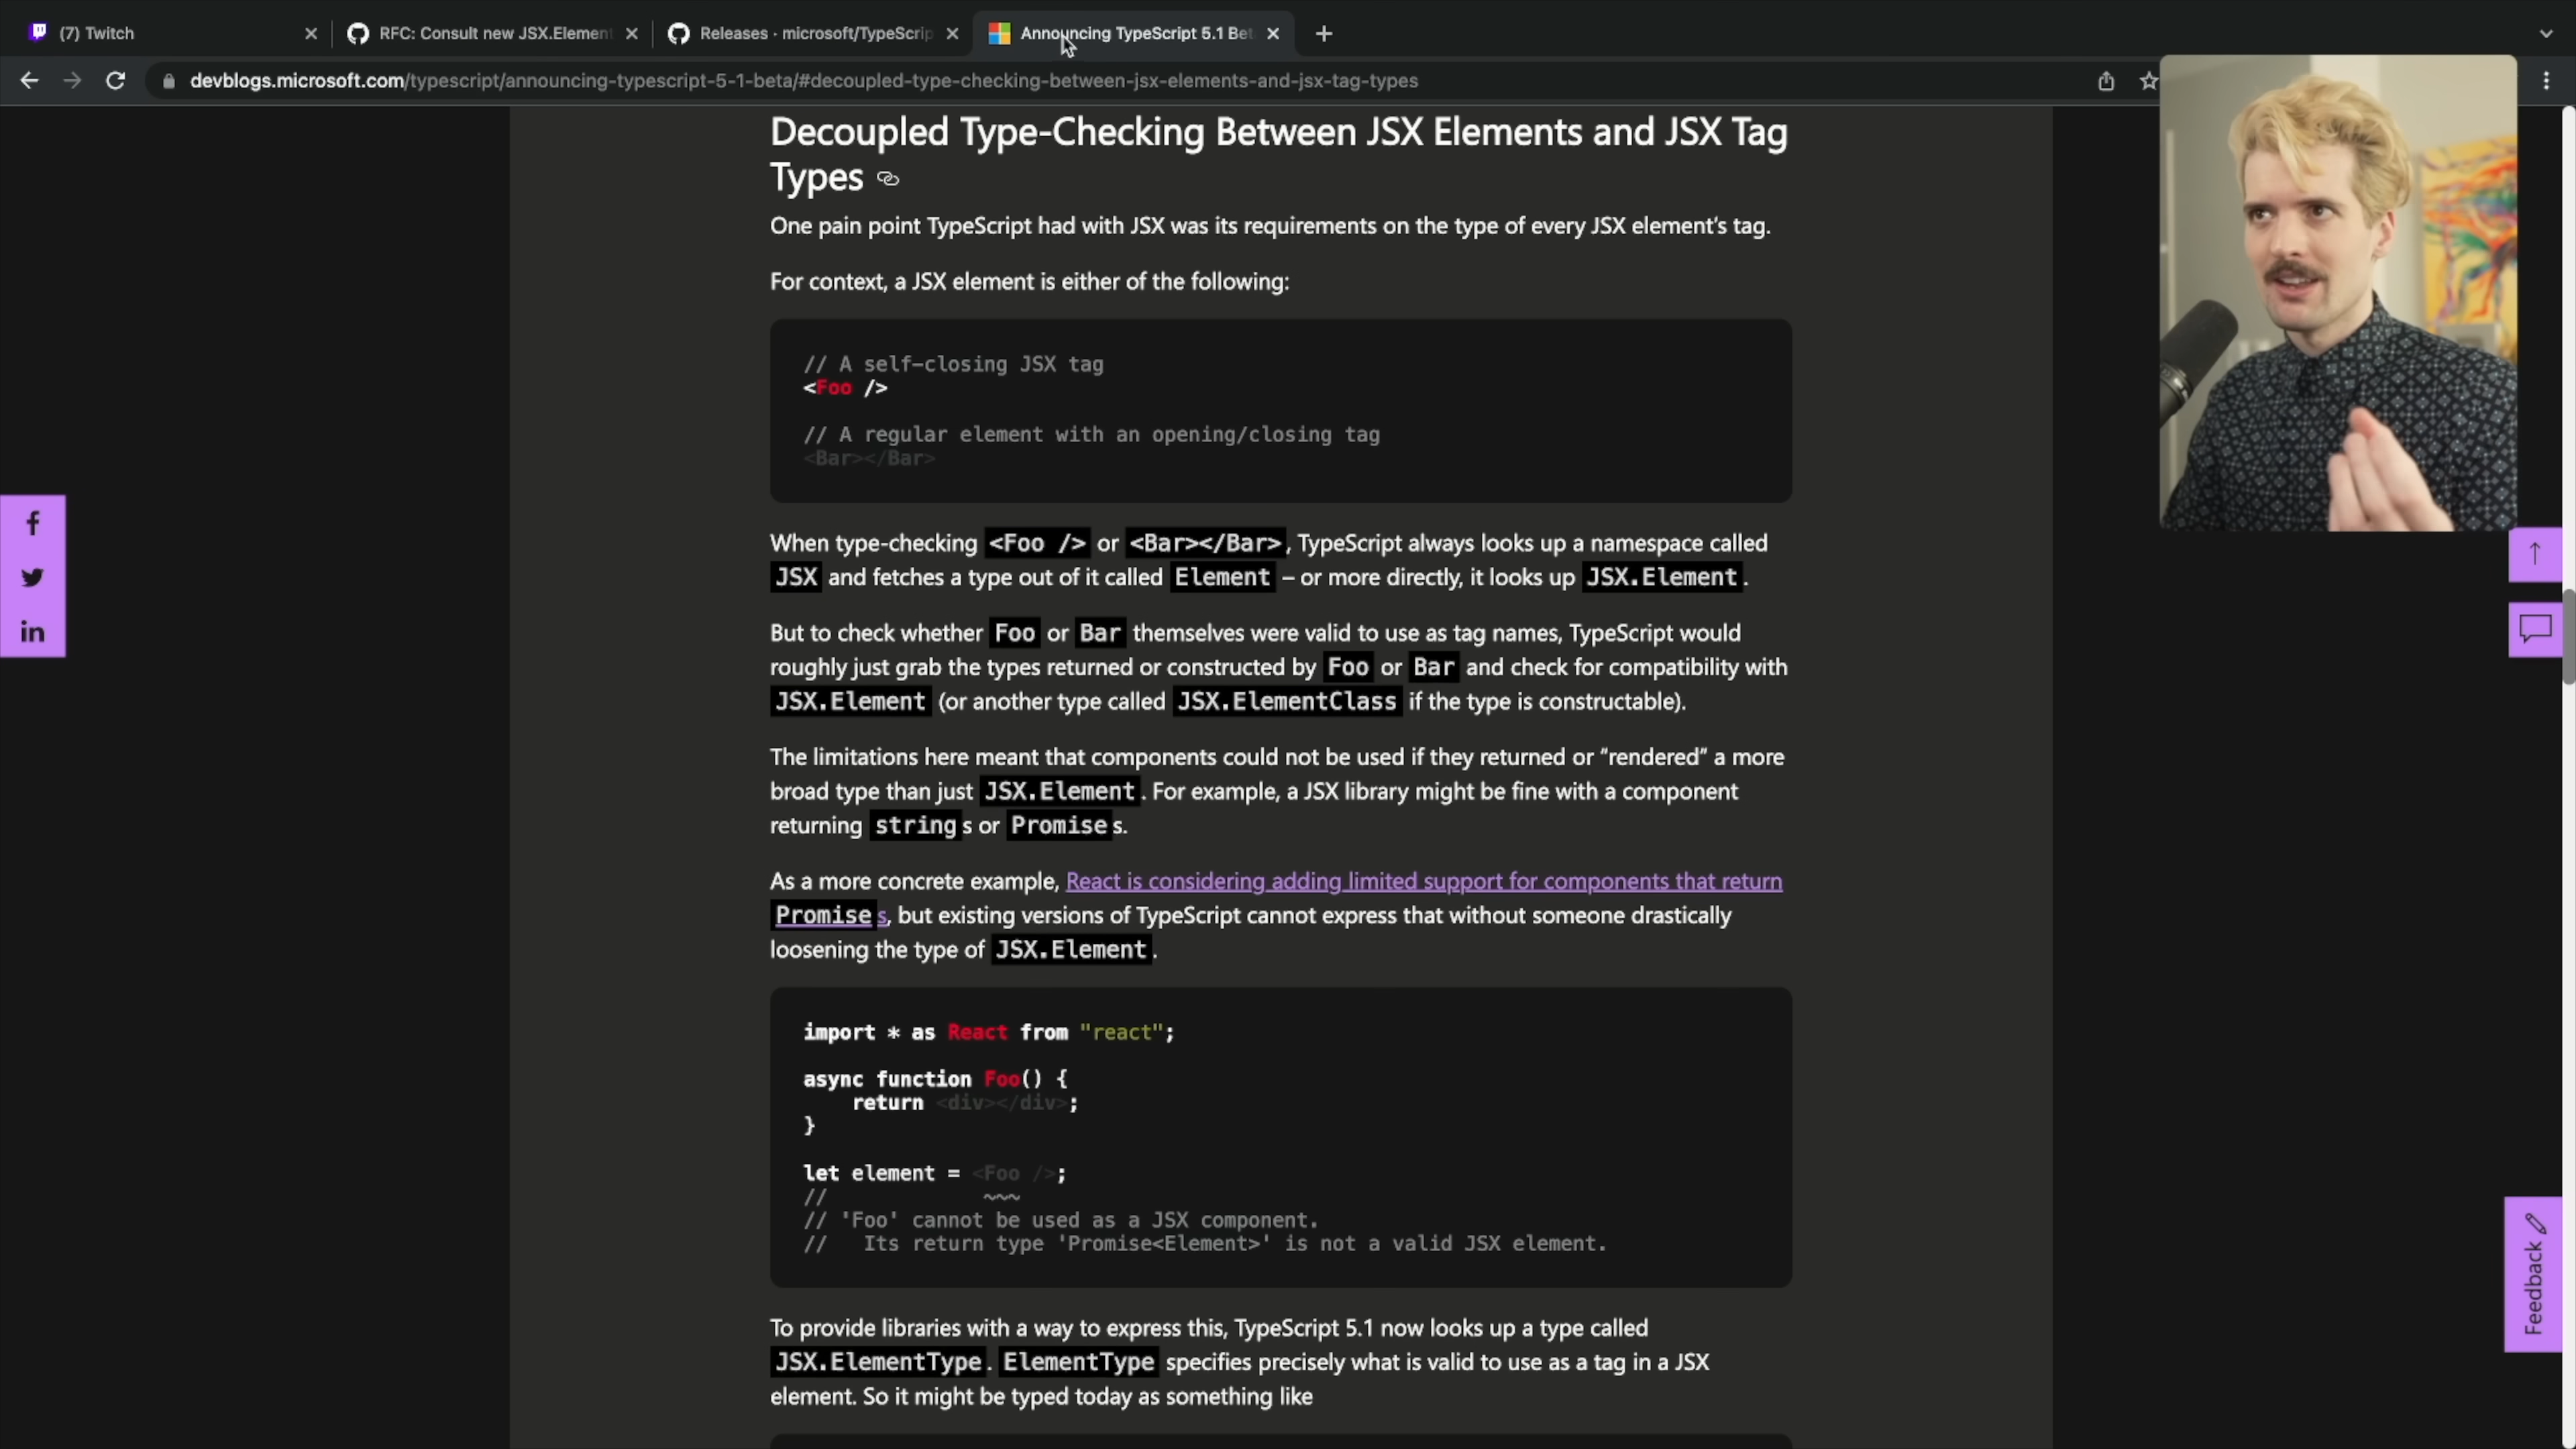 (7) Twitch
RFC: Consult new JSX.Elemen
Releases · microsoft/TypeScrip
Announcing TypeScript 5.1 Bet
devblogs.microsoft.com/typescript/announcing-typescript-5-1-beta/#decoupled-type-checking-between-jsx-elements-and-jsx-tag-types
Decoupled Type-Checking Between JSX Elements and JSX Tag
Types
One pain point TypeScript had with JSX was its requirements on the type of every JSX element’s tag.
For context, a JSX element is either of the following:
// A self-closing JSX tag
<Foo />
// A regular element with an opening/closing tag
<Bar></Bar>
When type-checking <Foo /> or <Bar></Bar>, TypeScript always looks up a namespace called
JSX and fetches a type out of it called Element – or more directly, it looks up JSX.Element.
But to check whether Foo or Bar themselves were valid to use as tag names, TypeScript would
roughly just grab the types returned or constructed by Foo or Bar and check for compatibility with
JSX.Element (or another type called JSX.ElementClass if the type is constructable).
The limitations here meant that components could not be used if they returned or “rendered” a more
broad type than just JSX.Element. For example, a JSX library might be fine with a component
returning strings or Promises.
As a more concrete example, React is considering adding limited support for components that return
Promises, but existing versions of TypeScript cannot express that without someone drastically
loosening the type of JSX.Element.
import * as React from "react";
async function Foo() {
return <div></div>;
}
let element = <Foo />;
// ~~~
// 'Foo' cannot be used as a JSX component.
// Its return type 'Promise<Element>' is not a valid JSX element.
To provide libraries with a way to express this, TypeScript 5.1 now looks up a type called
JSX.ElementType. ElementType specifies precisely what is valid to use as a tag in a JSX
element. So it might be typed today as something like
Feedback